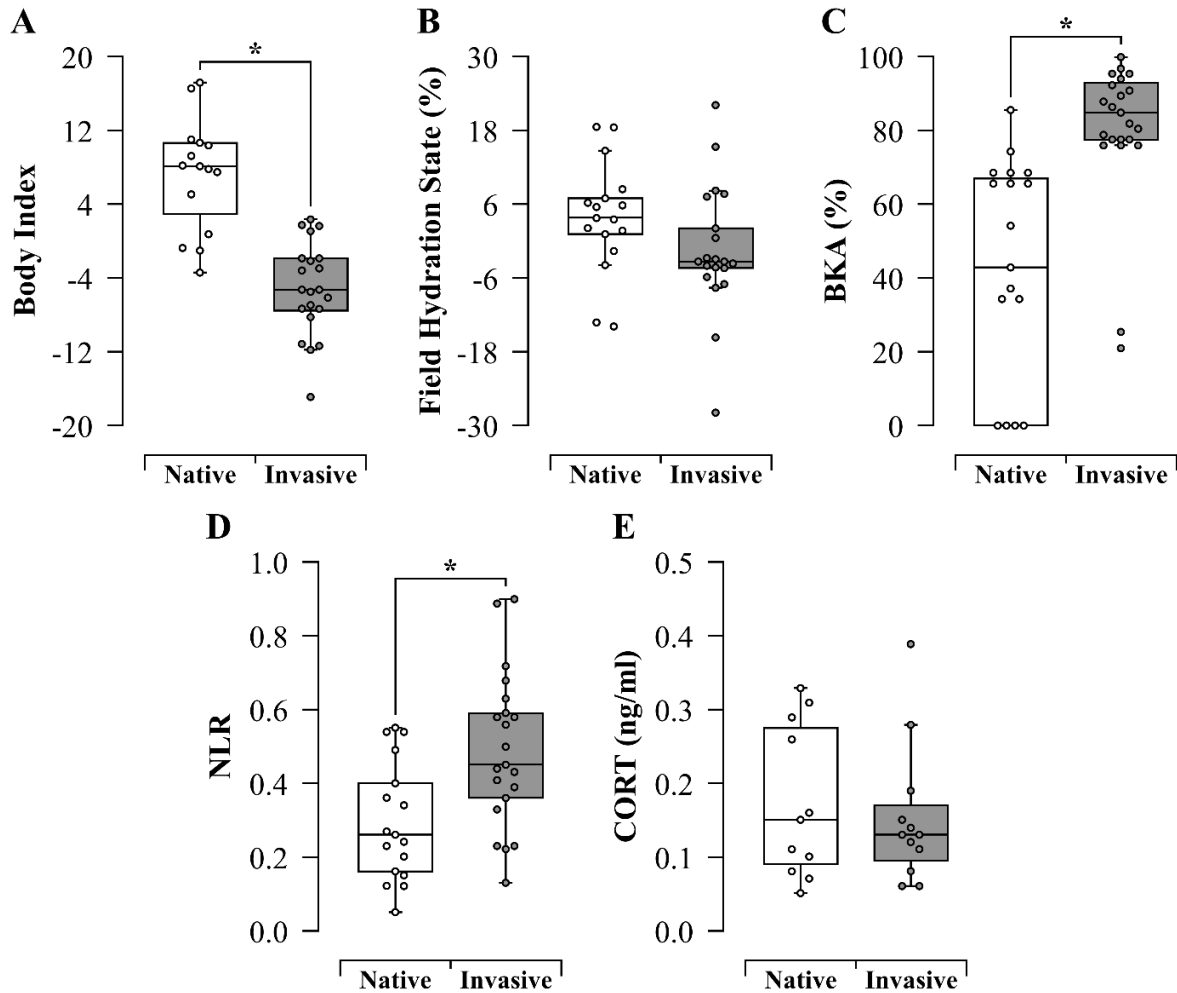 A
B
C
*
*
Body Index
20
12
4
-4
-12
-20
Native Invasive
Field Hydration State (%)
30
18
6
-6
-18
-30
Native Invasive
BKA (%)
100
80
60
40
20
0
Native Invasive
D
E
*
NLR
1.0
0.8
0.6
0.4
0.2
0.0
Native Invasive
CORT (ng/ml)
0.5
0.4
0.3
0.2
0.1
0.0
Native Invasive